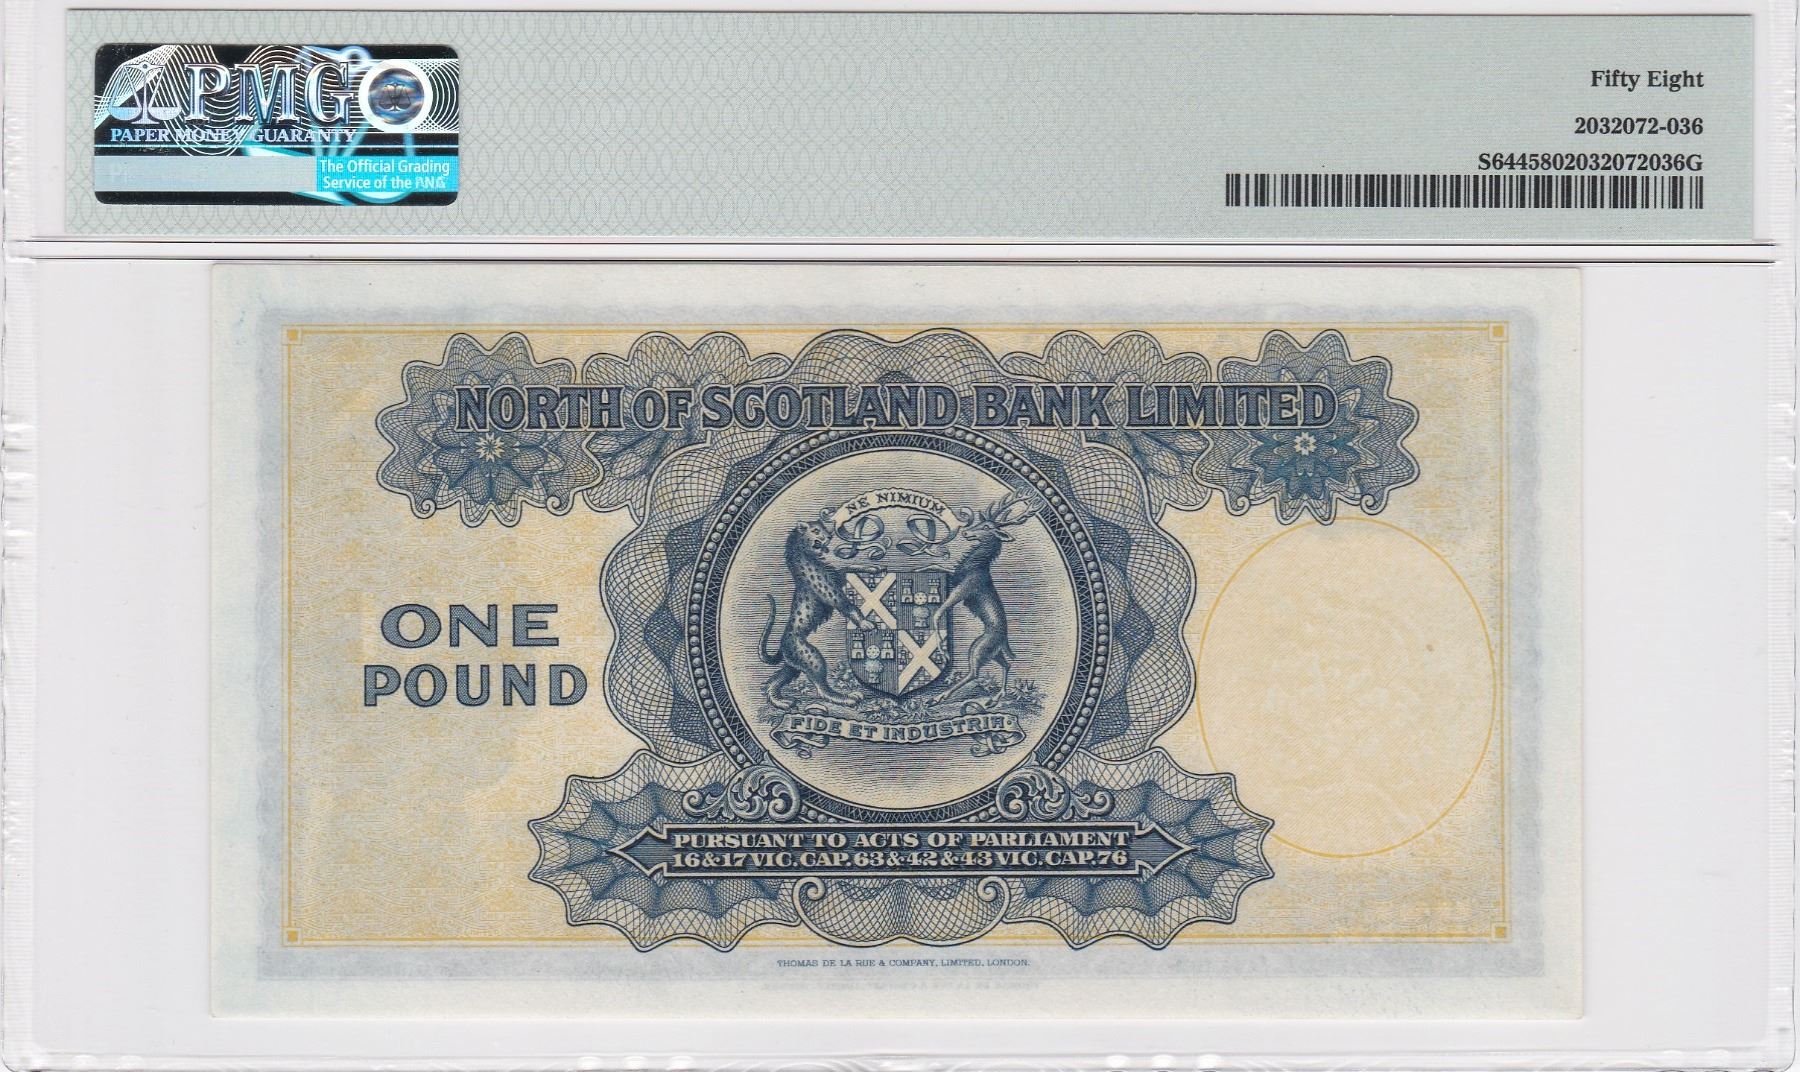 PMG
PAPER MONEY GUARANTY
The Official Grading
Service of the PNG
Fifty Eight
2032072-036
S6445802032072036G
NORTH OF SCOTLAND BANK LIMITED
NE NIMIUM
ONE
POUND
FIDE ET INDUSTRIA
PURSUANT TO ACTS OF PARLIAMENT
16 & 17 VIC. CAP. 63 & 42 & 43 VIC. CAP. 76
THOMAS DE LA RUE & COMPANY, LIMITED, LONDON.